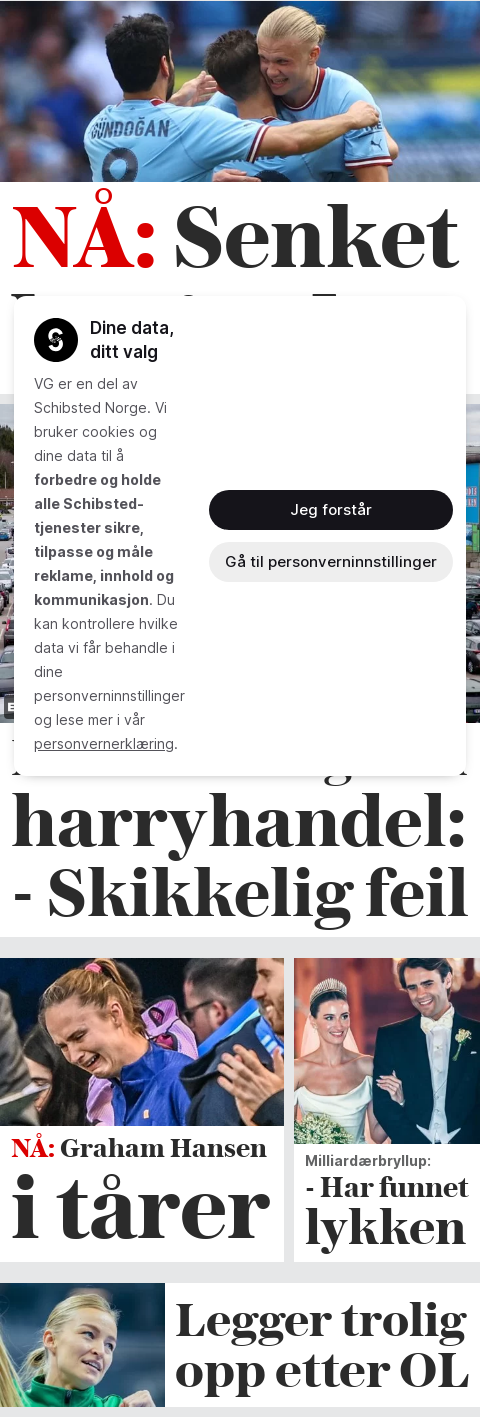 GÜNDOĞAN
NÅ: Senket
Dine data,
ditt valg
VG er en del av
Schibsted Norge. Vi
bruker cookies og
dine data til å
forbedre og holde
alle Schibsted-
tjenester sikre,
tilpasse og måle
reklame, innhold og
kommunikasjon. Du
kan kontrollere hvilke
data vi får behandle i
dine
personverninnstillinger
og lese mer i vår
personvernerklæring.
Jeg forstår
Gå til personverninnstillinger
harryhandel:
- Skikkelig feil
NÅ: Graham Hansen
i tårer
Milliardærbryllup:
- Har funnet
lykken
Legger trolig
opp etter OL